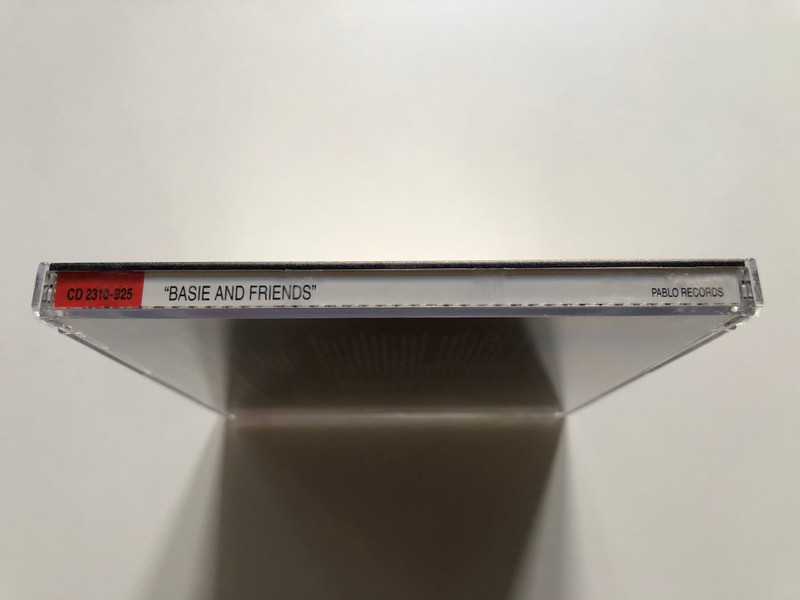 CD 2310-925 "BASIE AND FRIENDS" PABLO RECORDS